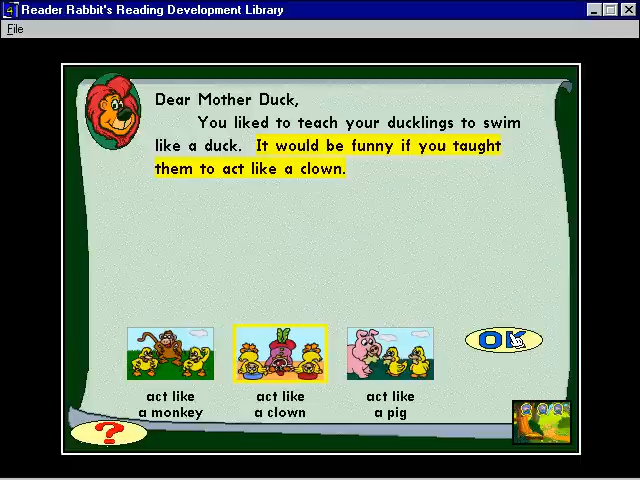 Reader Rabbit's Reading Development Library
File
Dear Mother Duck,
You liked to teach your ducklings to swim
like a duck. It would be funny if you taught
them to act like a clown.
OK
act like
a monkey
act like
a clown
act like
a pig
?